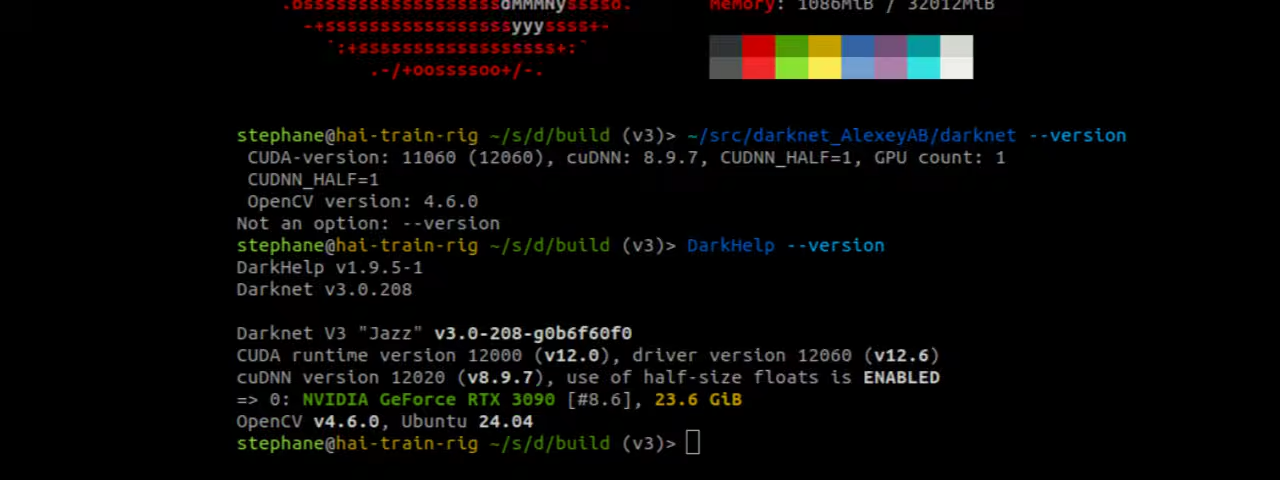 .osssssssssssssssssdMMMNysssso.
Memory: 1086MiB / 32012MiB
-+sssssssssssssssssyyyssss+-
`:+ssssssssssssssssss+:`
.-/+oossssoo+/-.
stephane@hai-train-rig ~/s/d/build (v3)> ~/src/darknet_AlexeyAB/darknet --version
CUDA-version: 11060 (12060), cuDNN: 8.9.7, CUDNN_HALF=1, GPU count: 1
CUDNN_HALF=1
OpenCV version: 4.6.0
Not an option: --version
stephane@hai-train-rig ~/s/d/build (v3)> DarkHelp --version
DarkHelp v1.9.5-1
Darknet v3.0.208
Darknet V3 "Jazz" v3.0-208-g0b6f60f0
CUDA runtime version 12000 (v12.0), driver version 12060 (v12.6)
cuDNN version 12020 (v8.9.7), use of half-size floats is ENABLED
=> 0: NVIDIA GeForce RTX 3090 [#8.6], 23.6 GiB
OpenCV v4.6.0, Ubuntu 24.04
stephane@hai-train-rig ~/s/d/build (v3)>